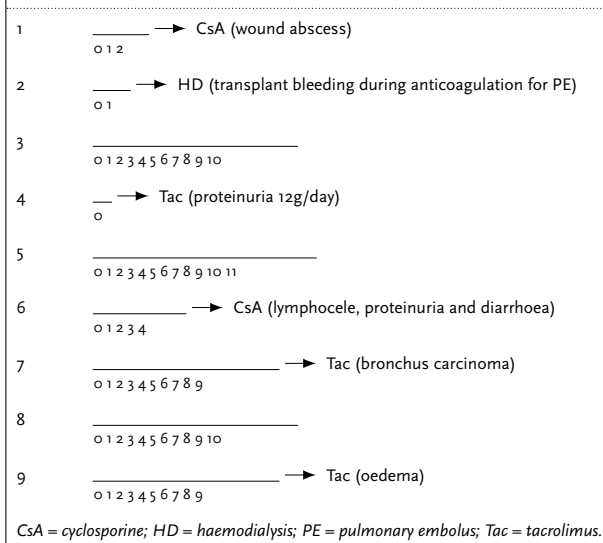 1 CsA (wound abscess)
0 1 2
2 HD (transplant bleeding during anticoagulation for PE)
0 1
3
0 1 2 3 4 5 6 7 8 9 10
4 Tac (proteinuria 12g/day)
0
5
0 1 2 3 4 5 6 7 8 9 10 11
6 CsA (lymphocele, proteinuria and diarrhoea)
0 1 2 3 4
7 Tac (bronchus carcinoma)
0 1 2 3 4 5 6 7 8 9
8
0 1 2 3 4 5 6 7 8 9 10
9 Tac (oedema)
0 1 2 3 4 5 6 7 8 9
CsA = cyclosporine; HD = haemodialysis; PE = pulmonary embolus; Tac = tacrolimus.